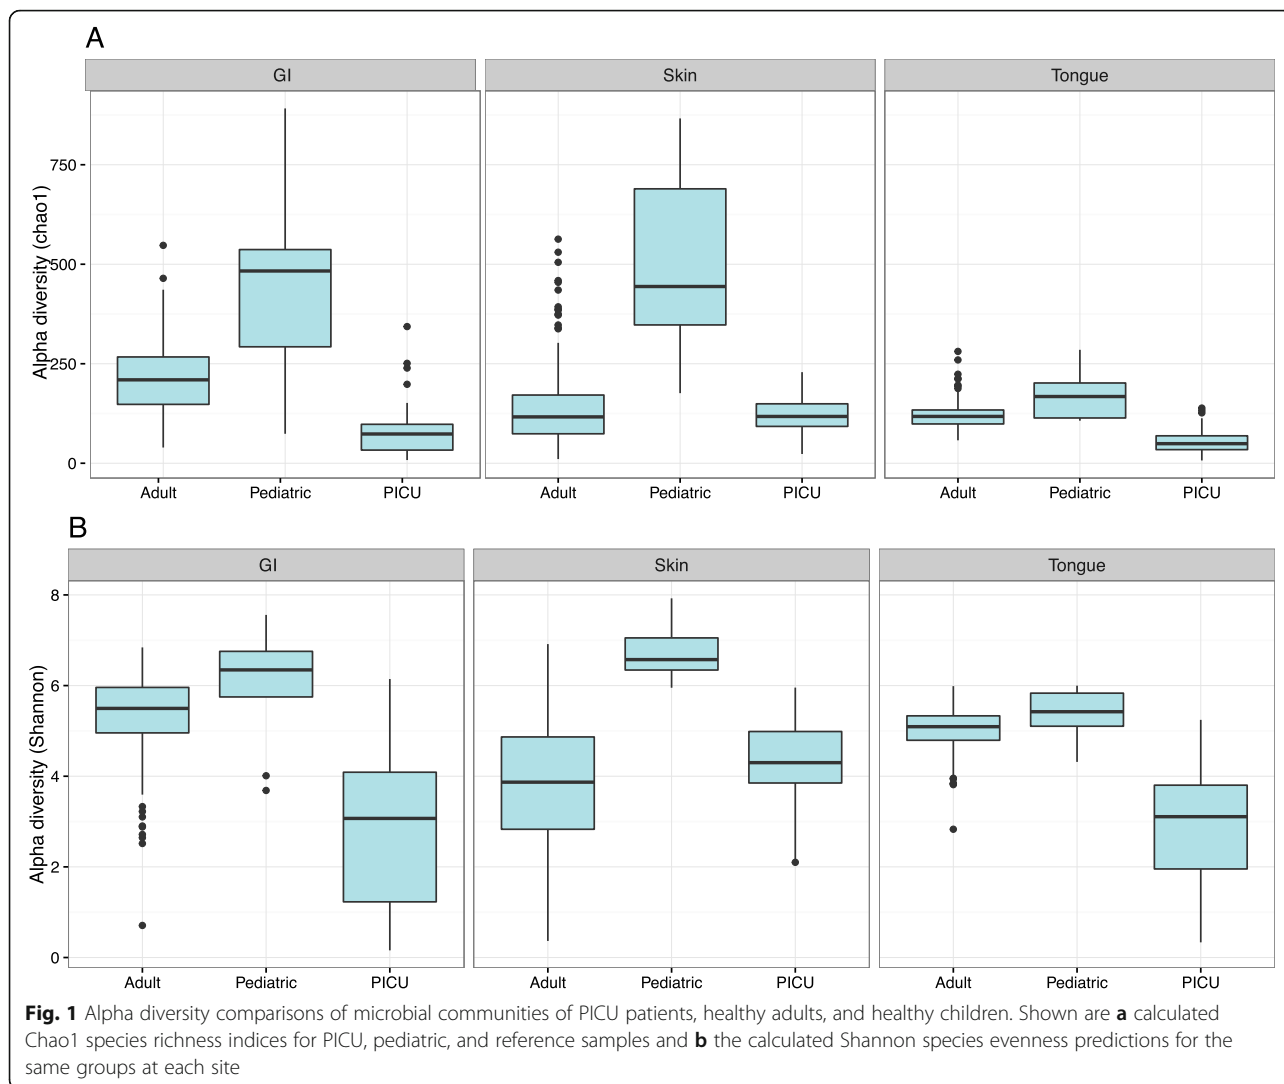 A
GI Skin Tongue
Alpha diversity (chao1)
750
500
250
0
Adult Pediatric PICU Adult Pediatric PICU Adult Pediatric PICU
B
GI Skin Tongue
Alpha diversity (Shannon)
8
6
4
2
0
Adult Pediatric PICU Adult Pediatric PICU Adult Pediatric PICU
Fig. 1 Alpha diversity comparisons of microbial communities of PICU patients, healthy adults, and healthy children. Shown are a calculated
Chao1 species richness indices for PICU, pediatric, and reference samples and b the calculated Shannon species evenness predictions for the
same groups at each site